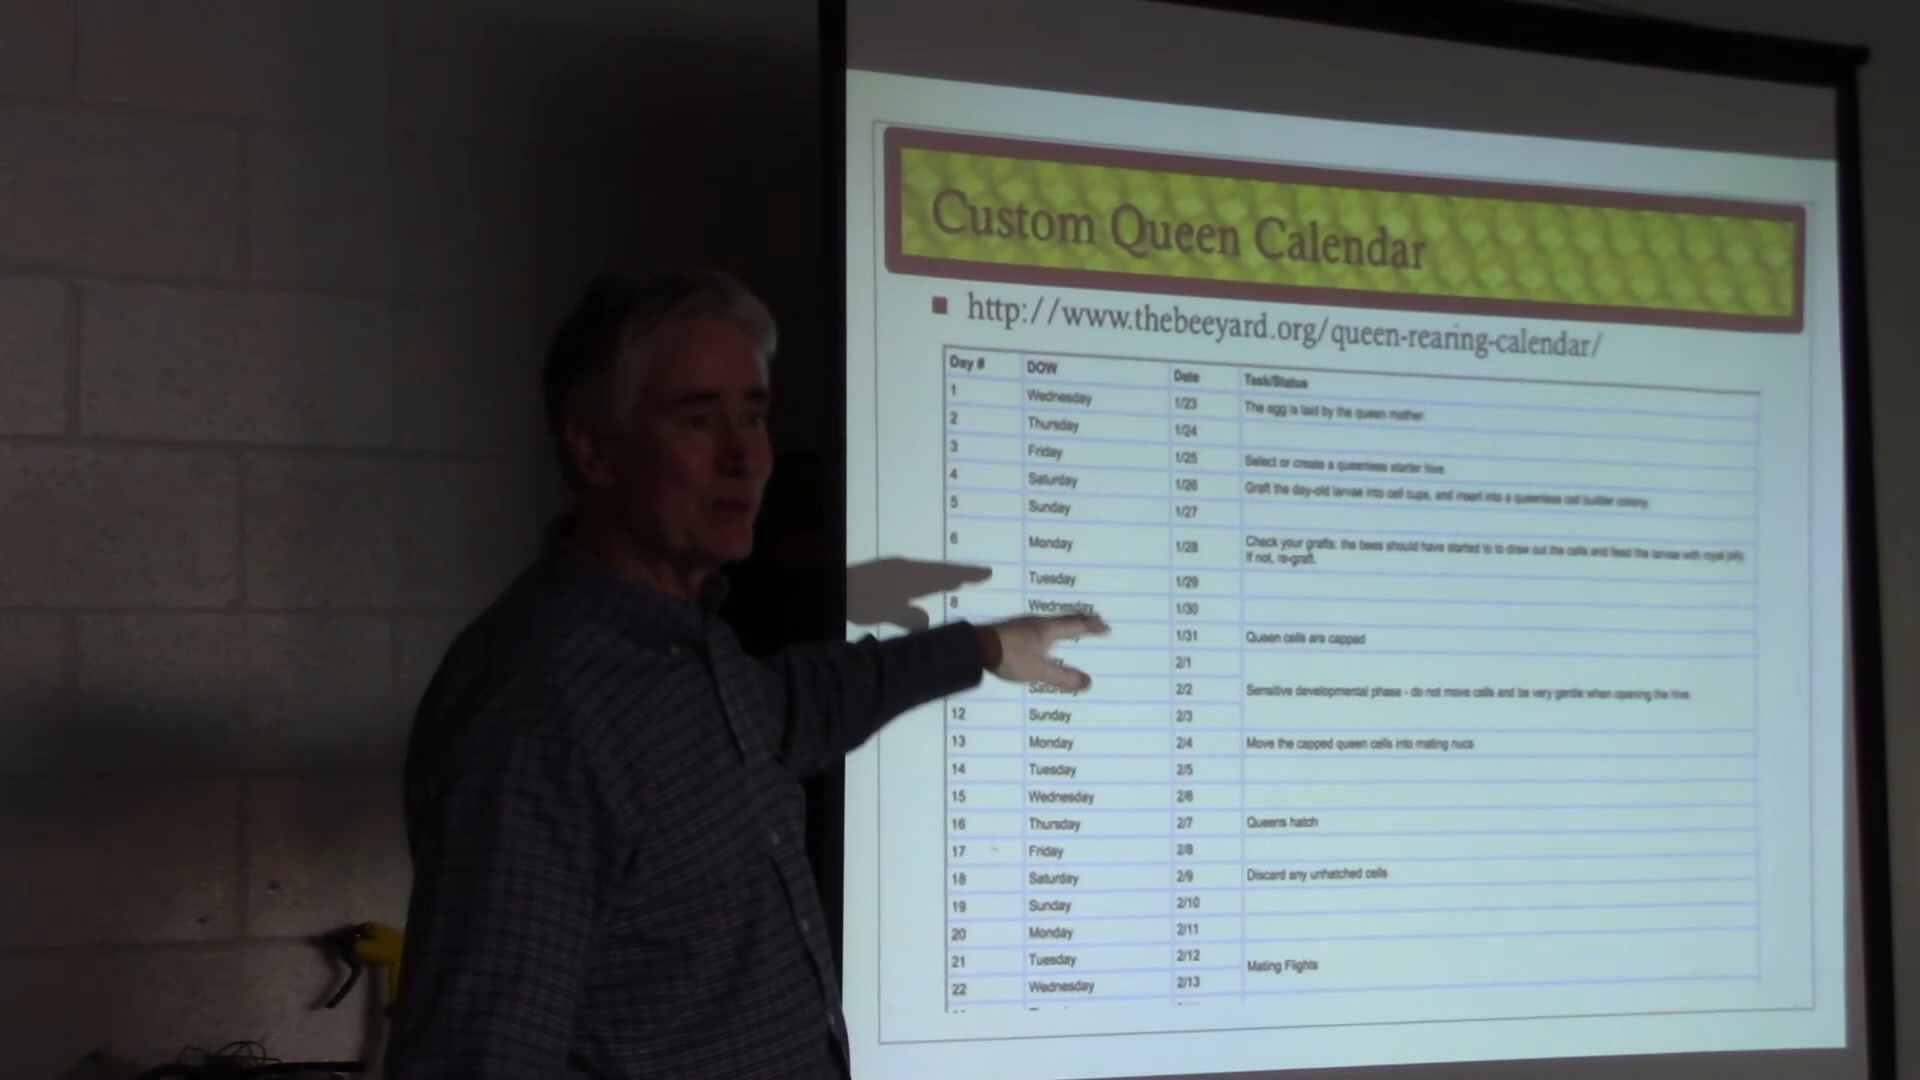 Custom Queen Calendar
http://www.thebeeyard.org/queen-rearing-calendar/
Day # DOW Date Task/Status
1 Wednesday 1/23 The egg is laid by the queen mother.
2 Thursday 1/24
3 Friday 1/25 Select or create a queenless starter hive
4 Saturday 1/26 Graft the day-old larvae into cell cups, and insert into a queenless cell builder colony.
5 Sunday 1/27
6 Monday 1/28 Check your grafts: the bees should have started to to draw out the cells and feed the larvae with royal jelly.
If not, re-graft.
Tuesday 1/29
8 Wednesday 1/30
1/31 Queen cells are capped
2/1
Saturday 2/2 Sensitive developmental phase - do not move cells and be very gentle when opening the hive.
12 Sunday 2/3
13 Monday 2/4 Move the capped queen cells into mating nucs
14 Tuesday 2/5
15 Wednesday 2/6
16 Thursday 2/7 Queens hatch
17 Friday 2/8
18 Saturday 2/9 Discard any unhatched cells
19 Sunday 2/10
20 Monday 2/11
21 Tuesday 2/12 Mating Flights
22 Wednesday 2/13